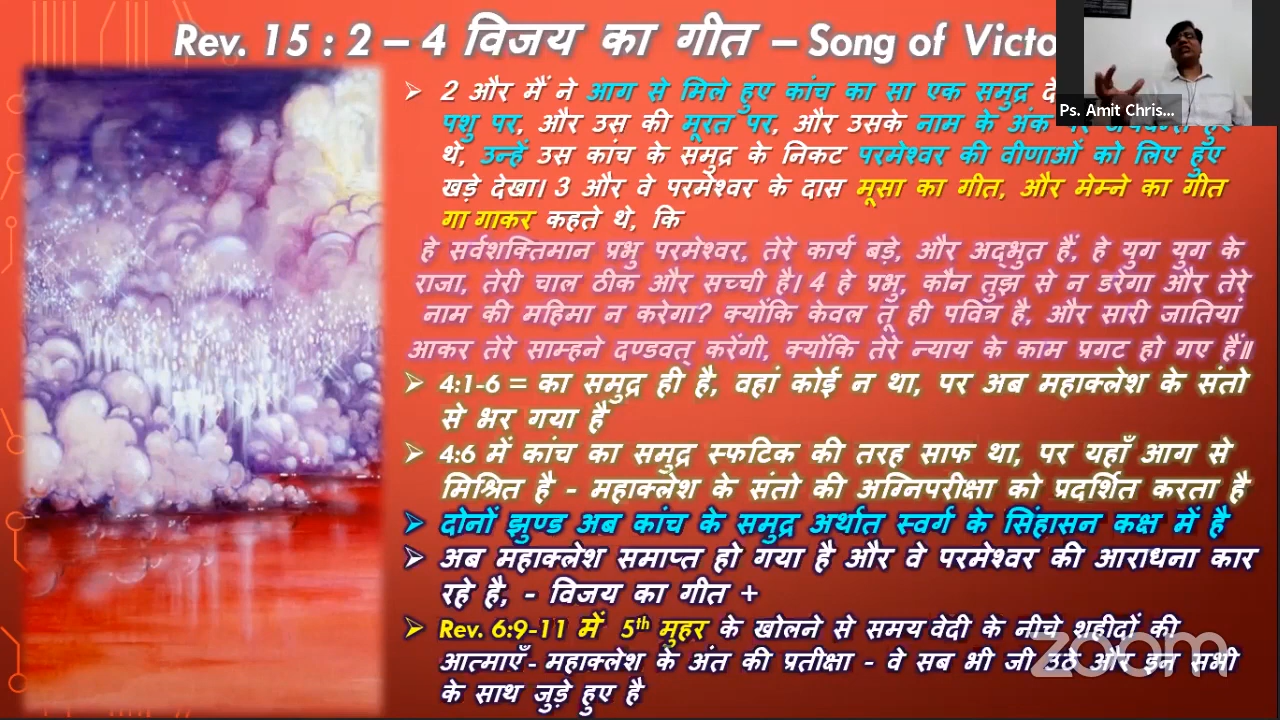 Rev. 15 : 2 – 4 विजय का गीत – Song of Victo
Ps. Amit Chris...
➢ 2 और मैं ने आग से मिले हुए कांच का सा एक समुद्र दे
पशु पर, और उस की मूरत पर, और उसके नाम के अंक
थे, उन्हें उस कांच के समुद्र के निकट परमेश्वर की वीणाओं को लिए हुए
खड़े देखा। 3 और वे परमेश्वर के दास मूसा का गीत, और मेम्ने का गीत
गा गाकर कहते थे, कि
हे सर्वशक्तिमान प्रभु परमेश्वर, तेरे कार्य बड़े, और अद्भुत हैं, हे युग युग के
राजा, तेरी चाल ठीक और सच्ची है। 4 हे प्रभु, कौन तुझ से न डरेगा और तेरे
नाम की महिमा न करेगा? क्योंकि केवल तू ही पवित्र है, और सारी जातियां
आकर तेरे साम्हने दण्डवत् करेंगी, क्योंकि तेरे न्याय के काम प्रगट हो गए हैं॥
➢ 4:1-6 = का समुद्र ही है, वहां कोई न था, पर अब महाक्लेश के संतो
से भर गया है
➢ 4:6 में कांच का समुद्र स्फटिक की तरह साफ था, पर यहाँ आग से
मिश्रित है - महाक्लेश के संतो की अग्निपरीक्षा को प्रदर्शित करता है
➢ दोनों झुण्ड अब कांच के समुद्र अर्थात स्वर्ग के सिंहासन कक्ष में है
➢ अब महाक्लेश समाप्त हो गया है और वे परमेश्वर की आराधना कार
रहे है, - विजय का गीत +
➢ Rev. 6:9-11 में 5th मुहर के खोलने से समय वेदी के नीचे शहीदों की
आत्माएँ - महाक्लेश के अंत की प्रतीक्षा - वे सब भी जी उठे और इन सभी
के साथ जुड़े हुए है
zoom